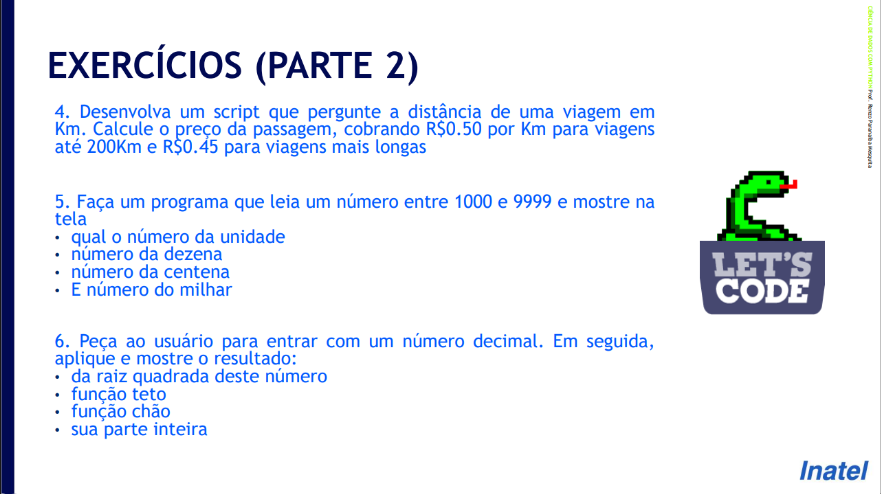 EXERCÍCIOS (PARTE 2)
4. Desenvolva um script que pergunte a distância de uma viagem em
Km. Calcule o preço da passagem, cobrando R$0.50 por Km para viagens
até 200Km e R$0.45 para viagens mais longas
5. Faça um programa que leia um número entre 1000 e 9999 e mostre na
tela
• qual o número da unidade
• número da dezena
• número da centena
• E número do milhar
6. Peça ao usuário para entrar com um número decimal. Em seguida,
aplique e mostre o resultado:
• da raiz quadrada deste número
• função teto
• função chão
• sua parte inteira
LET'S
CODE
Prof. Renzo Paranaíba Mesquita
Inatel